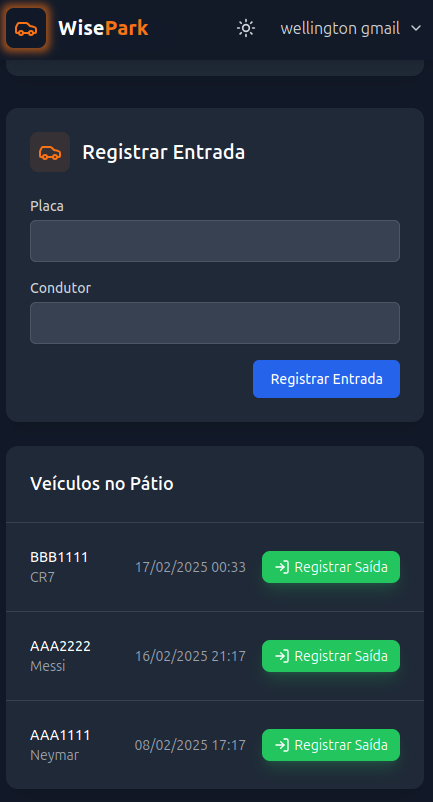 WisePark
wellington gmail
Registrar Entrada
Placa
Condutor
Registrar Entrada
Veículos no Pátio
BBB1111
CR7
17/02/2025 00:33
Registrar Saída
AAA2222
Messi
16/02/2025 21:17
Registrar Saída
AAA1111
Neymar
08/02/2025 17:17
Registrar Saída